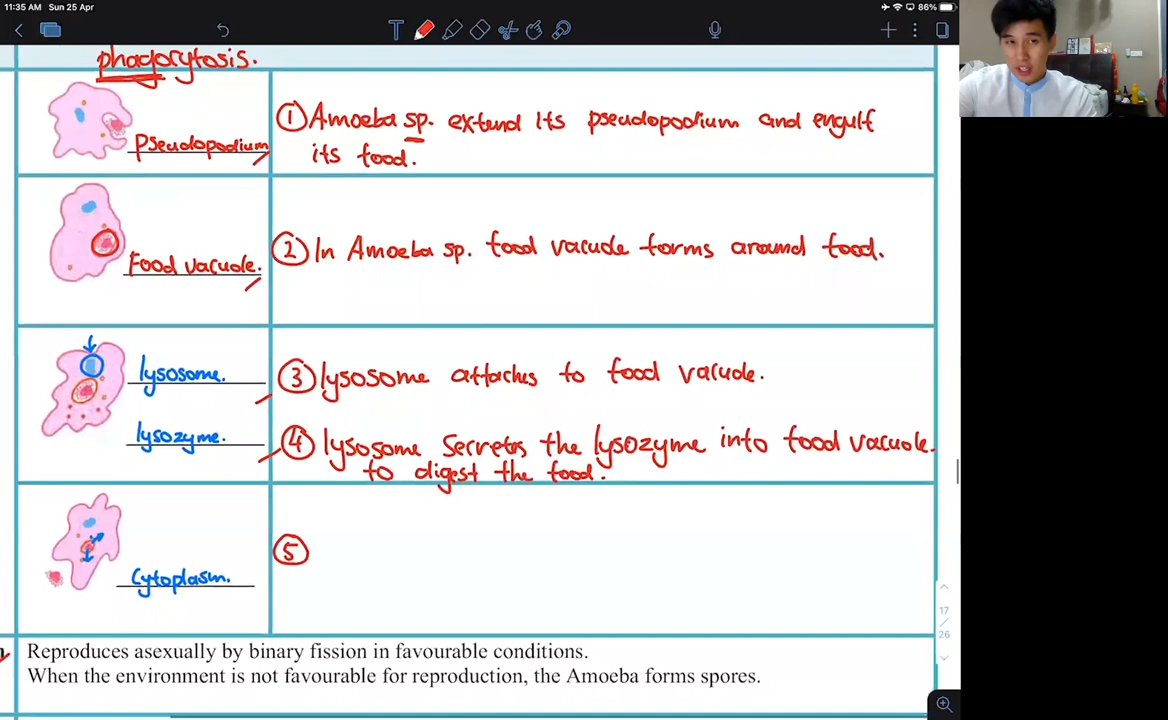 11:35 AM Sun 25 Apr
86%
T
phagocytosis.
Pseudopodium
① Amoeba sp. extend its pseudopodium and engulf
its food.
Food vacuole.
② In Amoeba sp. food vacuole forms around food.
lysosome.
③ lysosome attaches to food vacuole.
lysozyme.
④ lysosome secretes the lysozyme into food vacuole.
to digest the food.
Cytoplasm.
⑤
17
/
26
Reproduces asexually by binary fission in favourable conditions.
When the environment is not favourable for reproduction, the Amoeba forms spores.